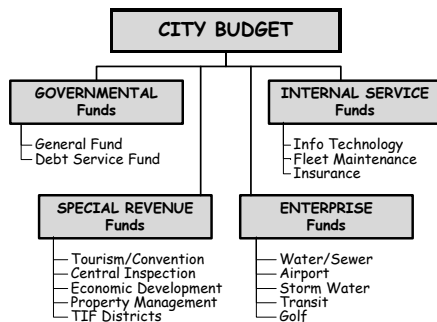 CITY BUDGET
GOVERNMENTAL
Funds
General Fund
Debt Service Fund
INTERNAL SERVICE
Funds
Info Technology
Fleet Maintenance
Insurance
SPECIAL REVENUE
Funds
Tourism/Convention
Central Inspection
Economic Development
Property Management
TIF Districts
ENTERPRISE
Funds
Water/Sewer
Airport
Storm Water
Transit
Golf